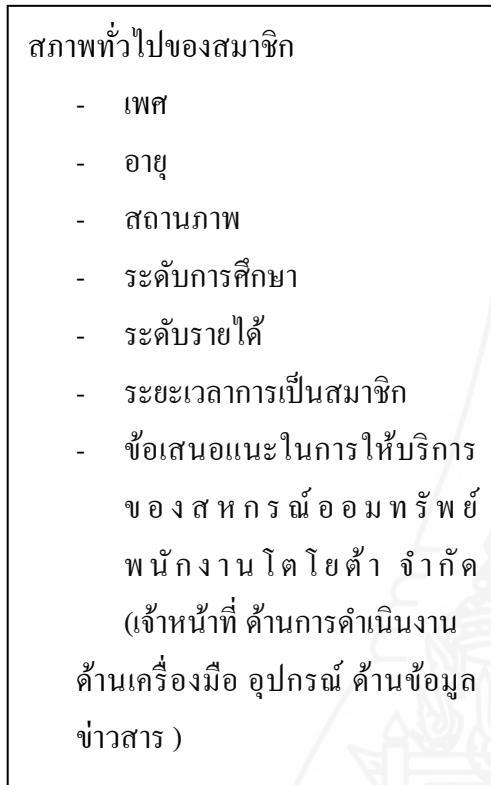 สภาพทั่วไปของสมาชิก
- เพศ
- อายุ
- สถานภาพ
- ระดับการศึกษา
- ระดับรายได้
- ระยะเวลาการเป็นสมาชิก
- ข้อเสนอแนะในการให้บริการ
ของสหกรณ์ออมทรัพย์
พนักงานโตโยต้า จำกัด
(เจ้าหน้าที่ ด้านการดำเนินงาน
ด้านเครื่องมือ อุปกรณ์ ด้านข้อมูล
ข่าวสาร )